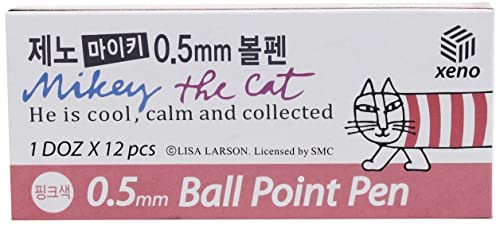 제노 마이키 0.5mm 볼펜
xeno
Mikey the cat
He is cool, calm and collected
1 DOZ X 12 pcs ©LISA LARSON. Licensed by SMC
핑크색 0.5mm Ball Point Pen